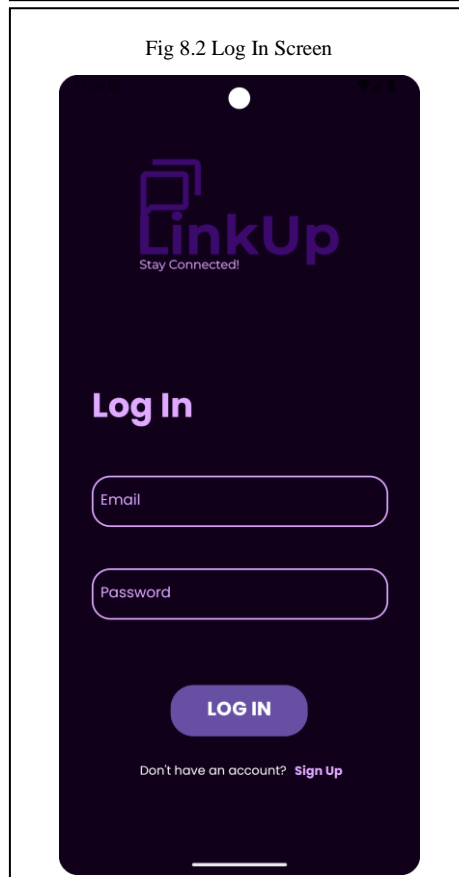 Fig 8.2 Log In Screen
LinkUp
Stay Connected!
Log In
Email
Password
LOG IN
Don't have an account? Sign Up